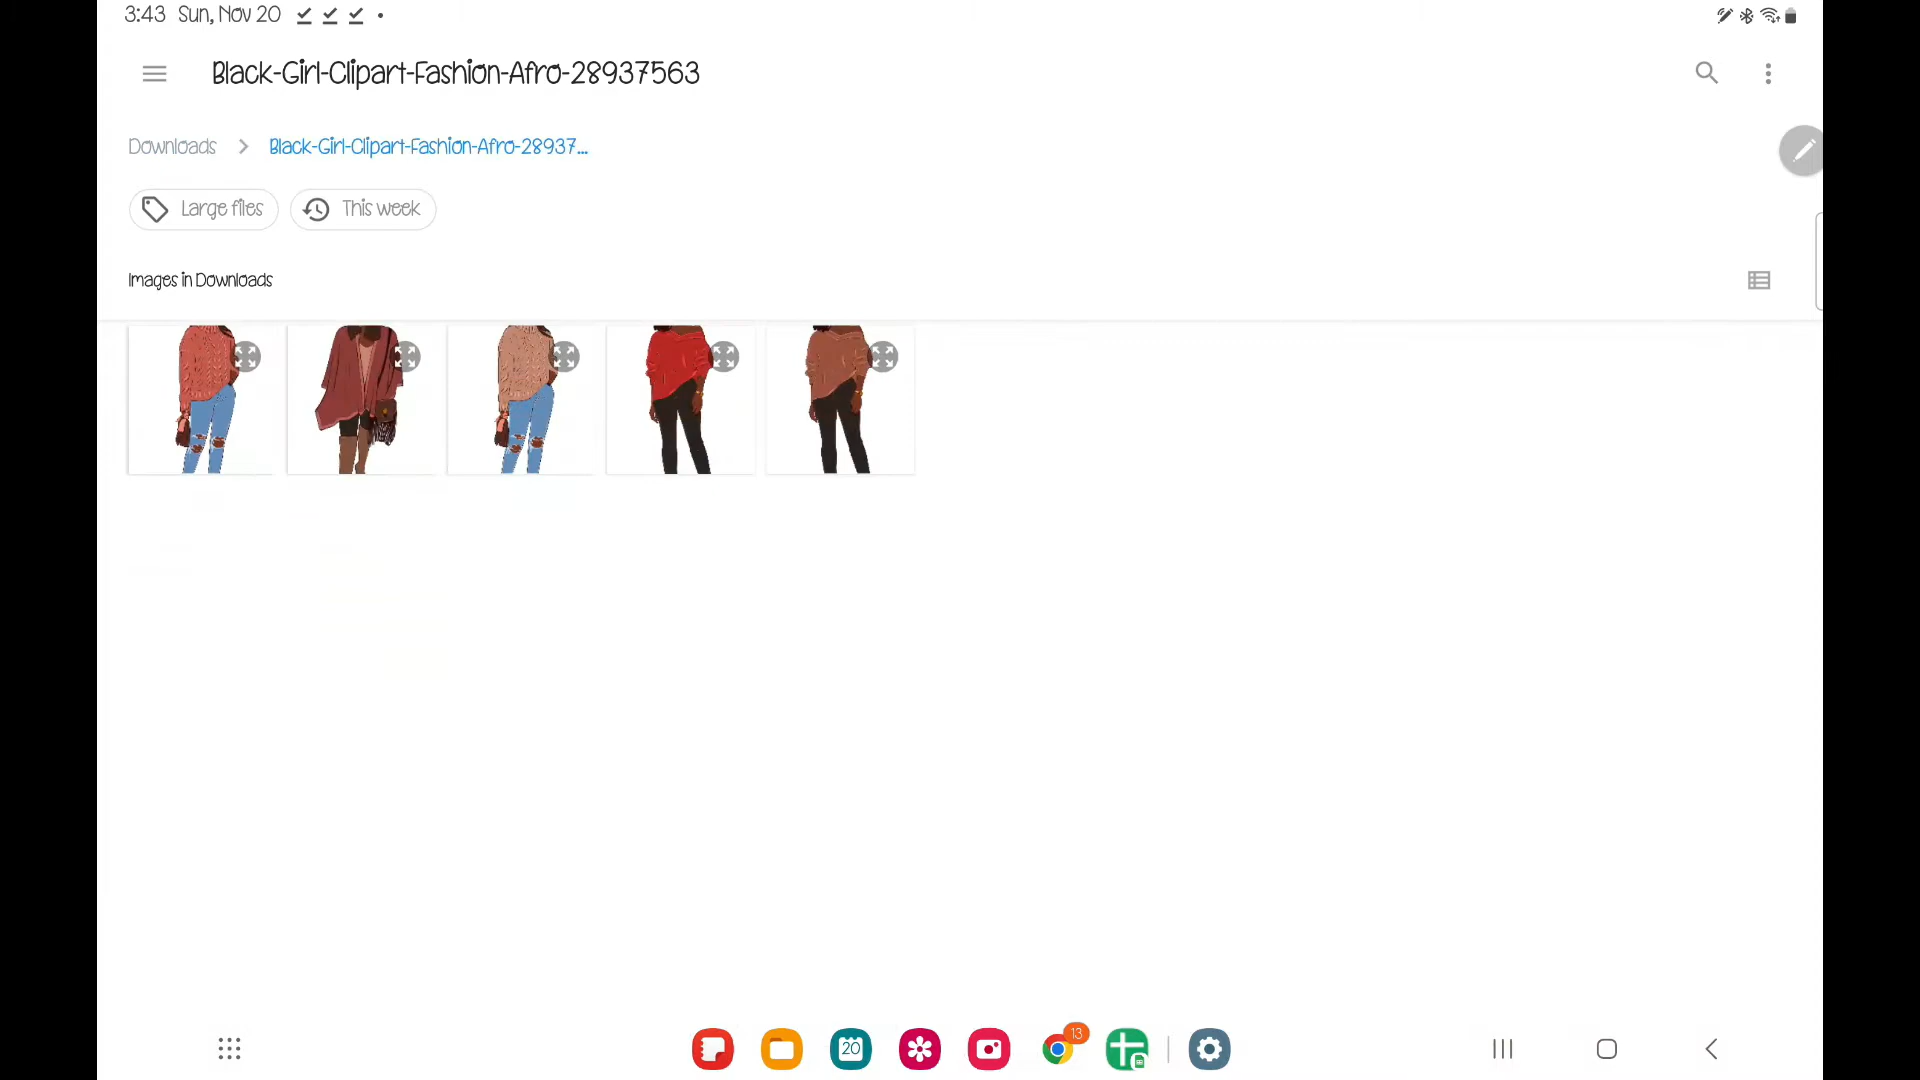 3:43 Sun, Nov 20
Black-Girl-Clipart-Fashion-Afro-28937563
Downloads > Black-Girl-Clipart-Fashion-Afro-28937...
Large files This week
Images in Downloads
20
13